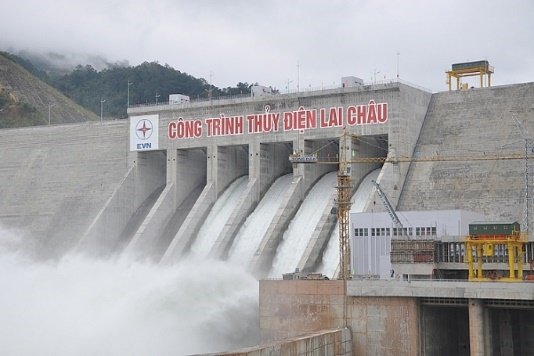 CÔNG TRÌNH THỦY ĐIỆN LAI CHÂU
EVN